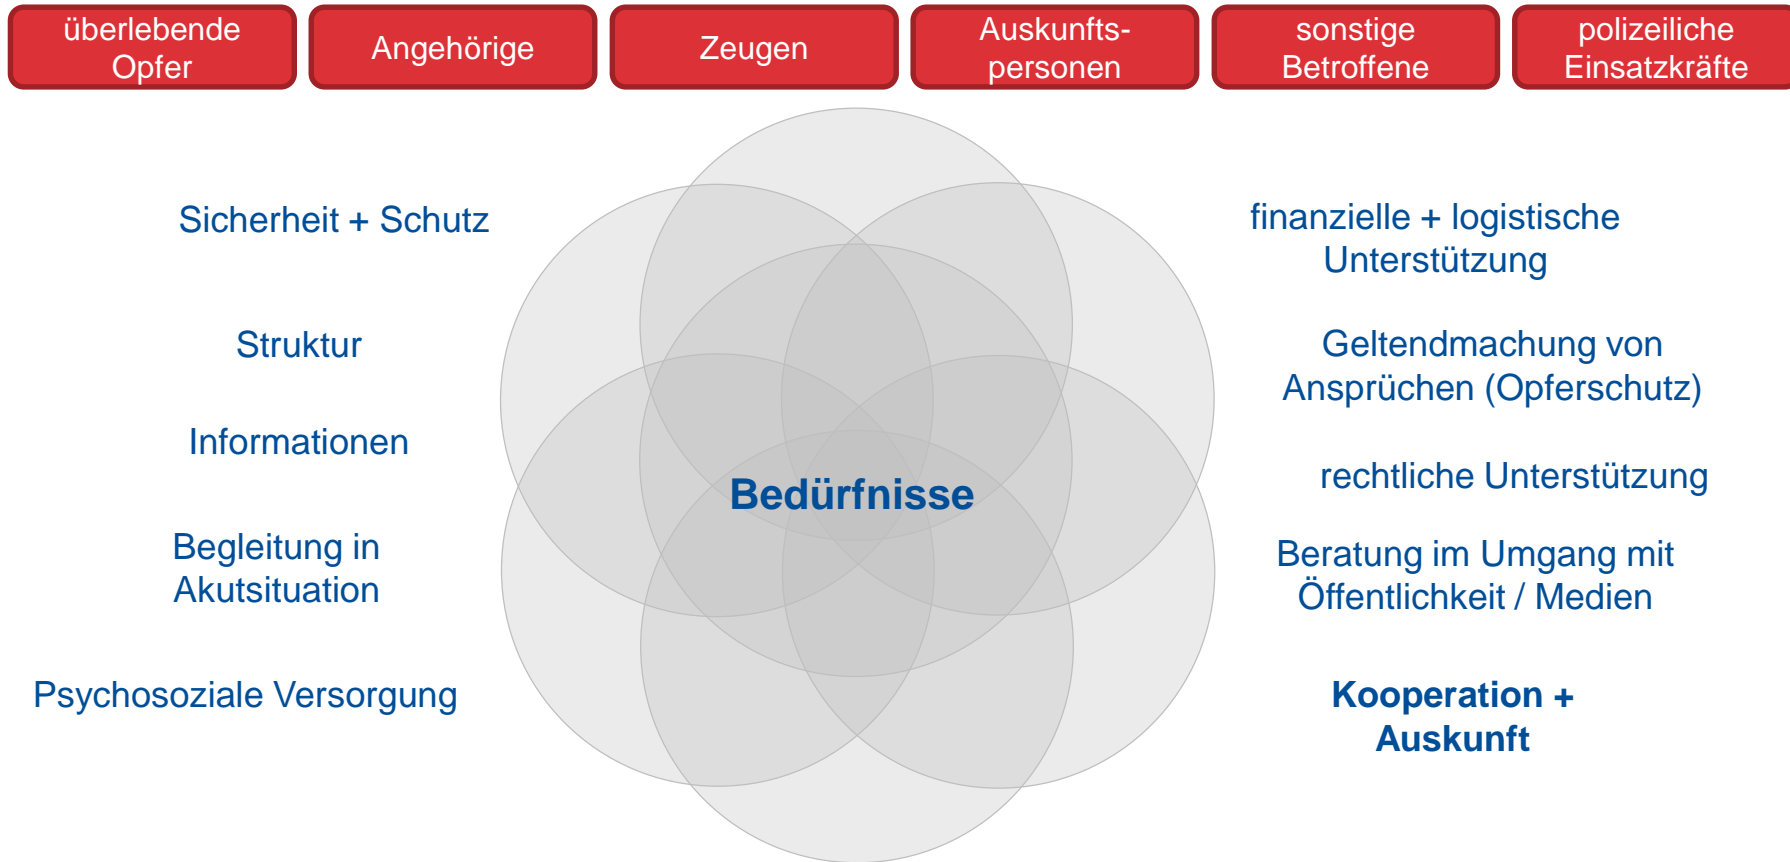 überlebende
Opfer
Angehörige
Zeugen
Auskunfts-
personen
sonstige
Betroffene
polizeiliche
Einsatzkräfte
Sicherheit + Schutz
Struktur
Informationen
Begleitung in
Akutsituation
Psychosoziale Versorgung
Bedürfnisse
finanzielle + logistische
Unterstützung
Geltendmachung von
Ansprüchen (Opferschutz)
rechtliche Unterstützung
Beratung im Umgang mit
Öffentlichkeit / Medien
Kooperation +
Auskunft